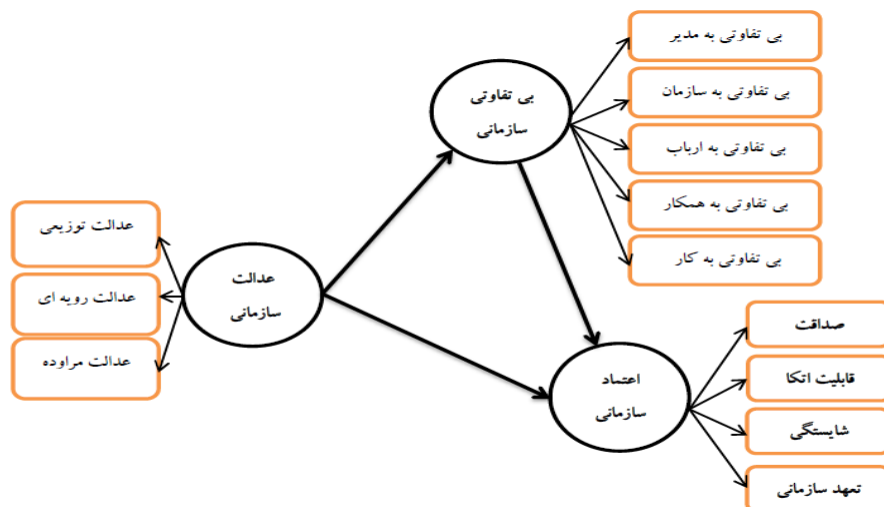 بی تفاوتی به مدیر
بی تفاوتی به سازمان
بی تفاوتی به ارباب
بی تفاوتی به همکار
بی تفاوتی به کار
بی تفاوتی
سازمانی
عدالت
سازمانی
عدالت توزیعی
عدالت رویه ای
عدالت مراوده
اعتماد
سازمانی
صداقت
قابلیت اتکا
شایستگی
تعهد سازمانی